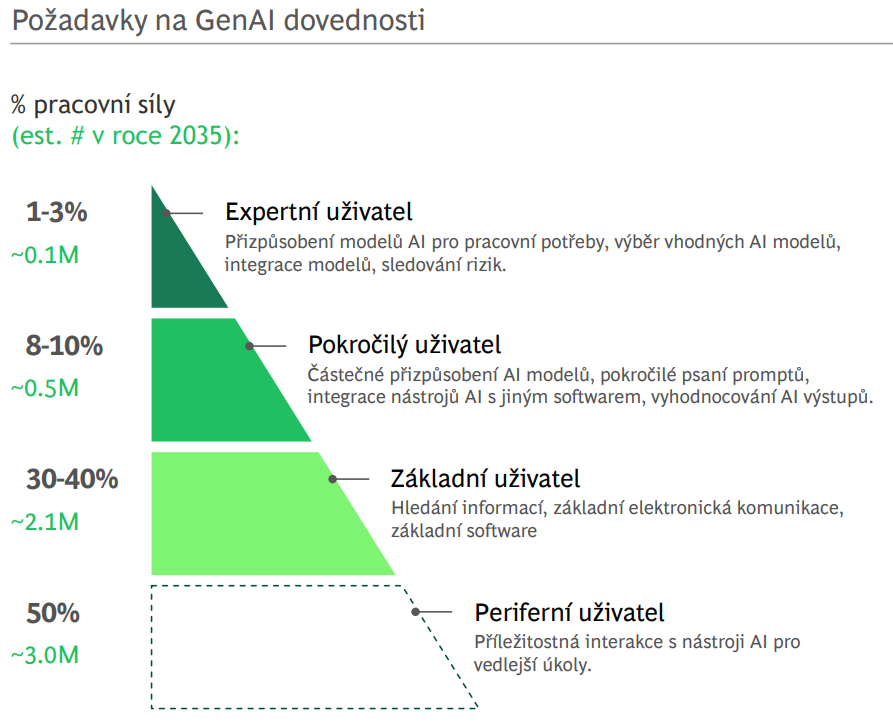 Požadavky na GenAI dovednosti
% pracovní síly
(est. # v roce 2035):
1-3%
~0.1M
Expertní uživatel
Přizpůsobení modelů AI pro pracovní potřeby, výběr vhodných AI modelů,
integrace modelů, sledování rizik.
8-10%
~0.5M
Pokročilý uživatel
Částečné přizpůsobení AI modelů, pokročilé psaní promptů,
integrace nástrojů AI s jiným softwarem, vyhodnocování AI výstupů.
30-40%
~2.1M
Základní uživatel
Hledání informací, základní elektronická komunikace,
základní software
50%
~3.0M
Periferní uživatel
Příležitostná interakce s nástroji AI pro
vedlejší úkoly.